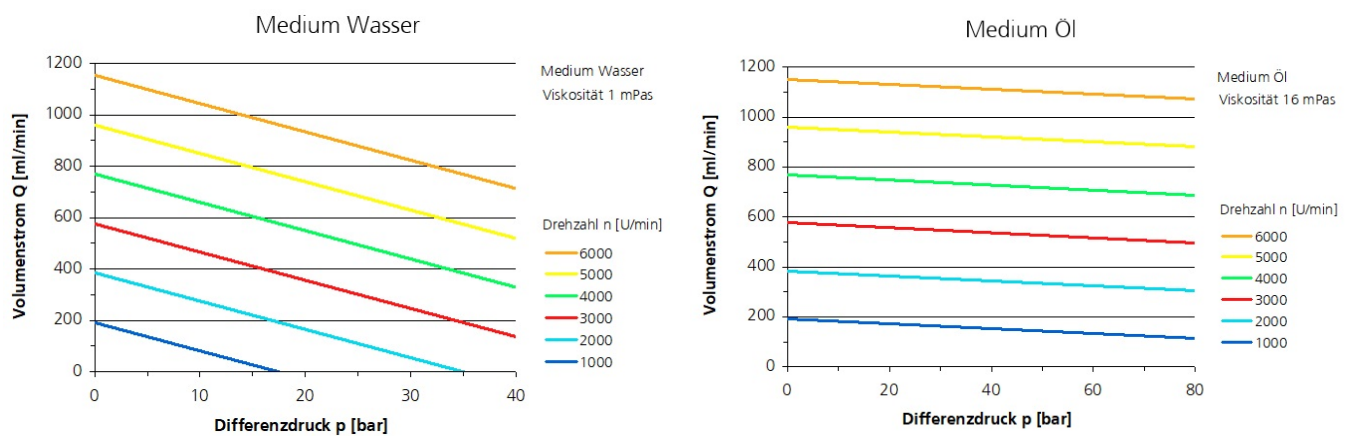 Medium Wasser
1200
1000
800
600
400
200
0
0 10 20 30 40
Volumenstrom Q [ml/min]
Differenzdruck p [bar]
Medium Wasser
Viskosität 1 mPas
Drehzahl n [U/min]
6000
5000
4000
3000
2000
1000
Medium Öl
1200
1000
800
600
400
200
0
0 20 40 60 80
Volumenstrom Q [ml/min]
Differenzdruck p [bar]
Medium Öl
Viskosität 16 mPas
Drehzahl n [U/min]
6000
5000
4000
3000
2000
1000